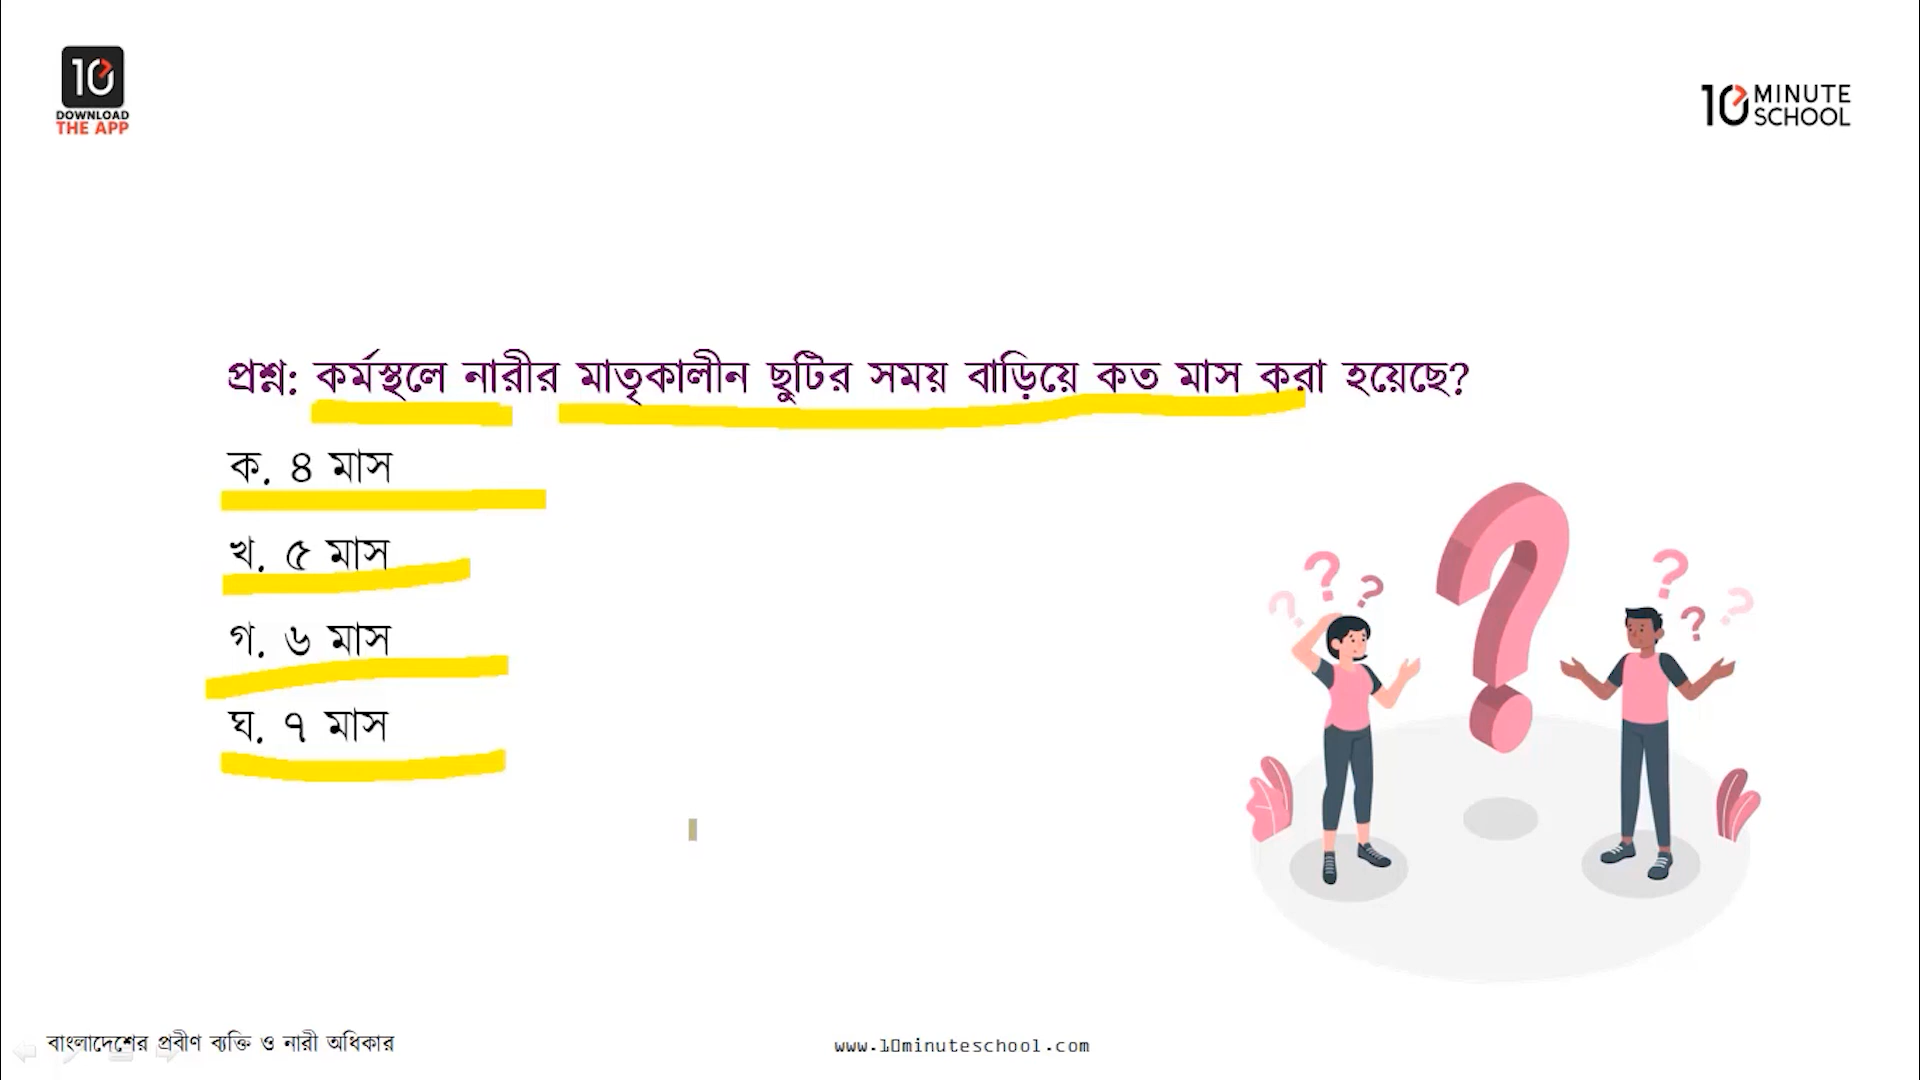 10
DOWNLOAD
THE APP
10 MINUTE
SCHOOL
প্রশ্ন: কর্মস্থলে নারীর মাতৃকালীন ছুটির সময় বাড়িয়ে কত মাস করা হয়েছে?
ক. ৪ মাস
খ. ৫ মাস
গ. ৬ মাস
ঘ. ৭ মাস
বাংলাদেশের প্রবীণ ব্যক্তি ও নারী অধিকার
www.10minuteschool.com